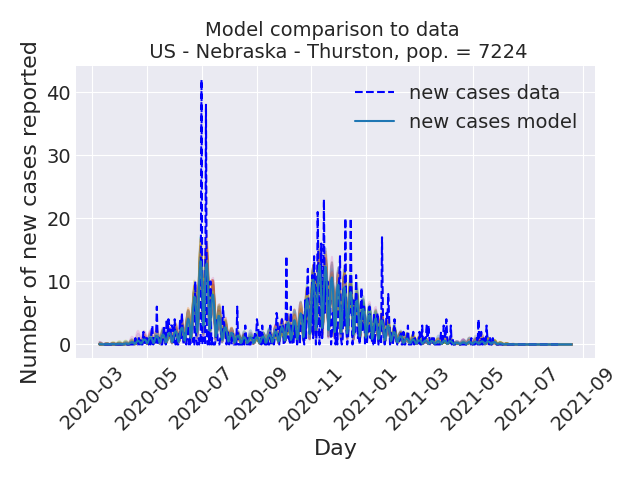 Model comparison to data
US - Nebraska - Thurston, pop. = 7224
Number of new cases reported
40
30
20
10
0
new cases data
new cases model
2020-03
2020-05
2020-07
2020-09
2020-11
2021-01
2021-03
2021-05
2021-07
2021-09
Day